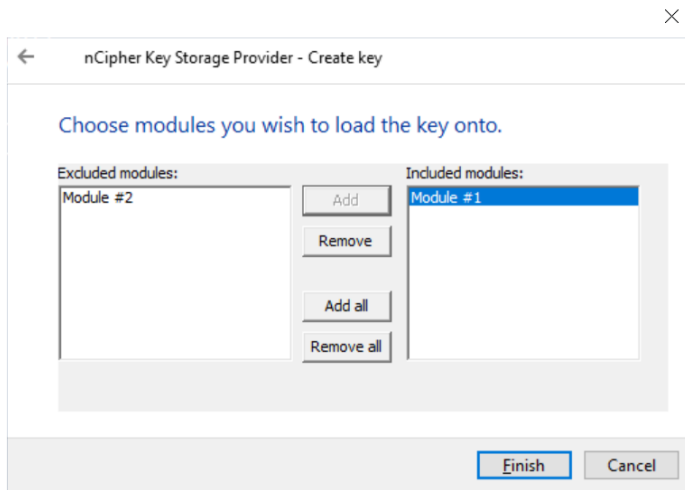 nCipher Key Storage Provider - Create key
Choose modules you wish to load the key onto.
Excluded modules:
Included modules:
Module #2
Add
Module #1
Remove
Add all
Remove all
Finish
Cancel